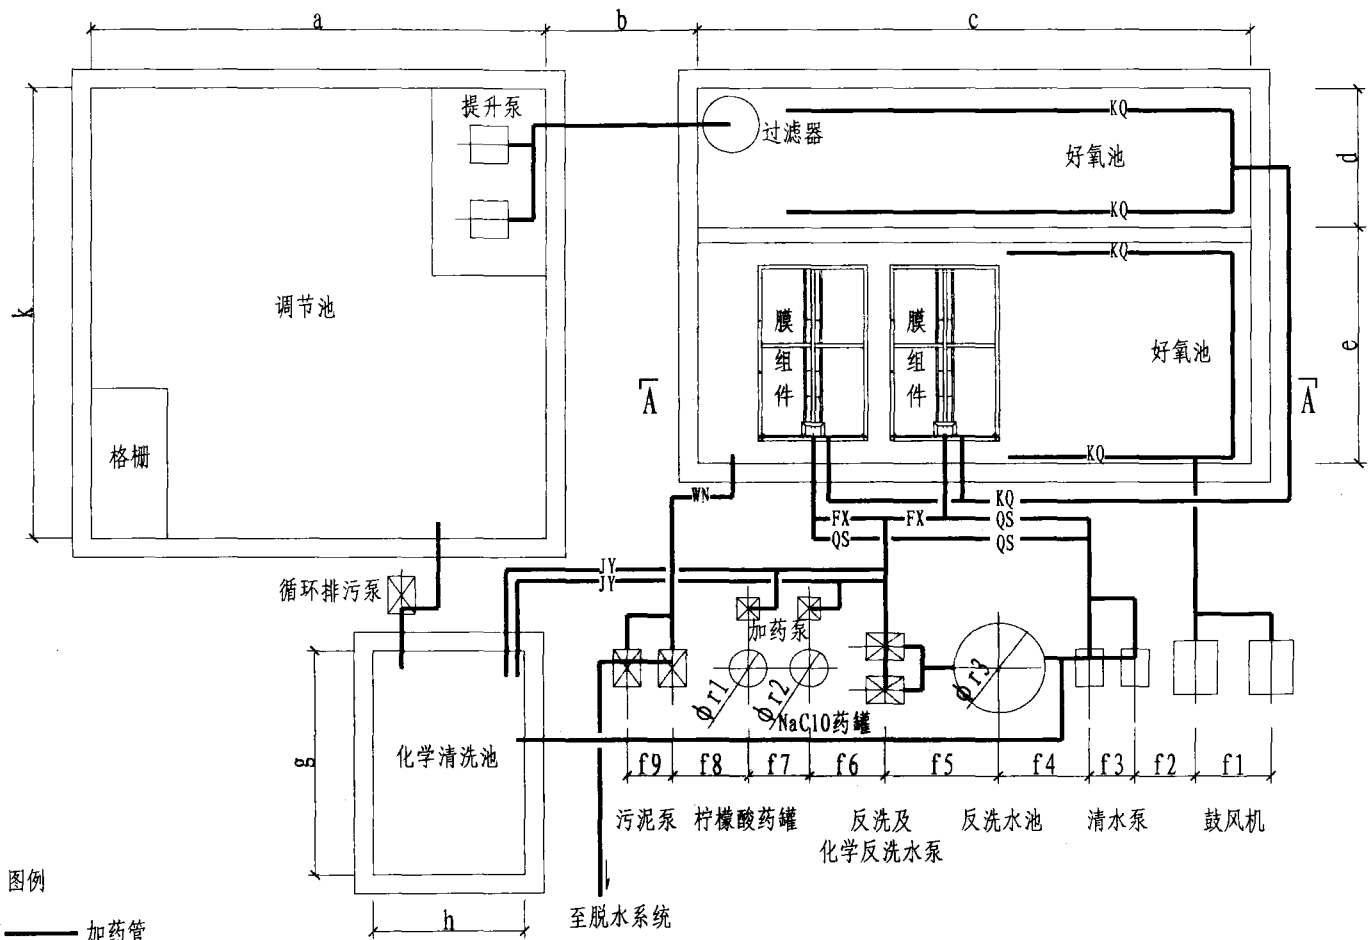 a
b
c
提升泵
过滤器
KQ
好氧池
d
KQ
KQ
k
调节池
膜组件
膜组件
好氧池
e
A
A
格栅
KQ
WN
KQ
FX
FX
QS
QS
QS
JY
JY
循环排污泵
加药泵
φr1
φr2
φr3
NaClO药罐
g
化学清洗池
f9
f8
f7
f6
f5
f4
f3
f2
f1
污泥泵
柠檬酸药罐
反洗及
化学反洗水泵
反洗水池
清水泵
鼓风机
图例
h
至脱水系统
加药管